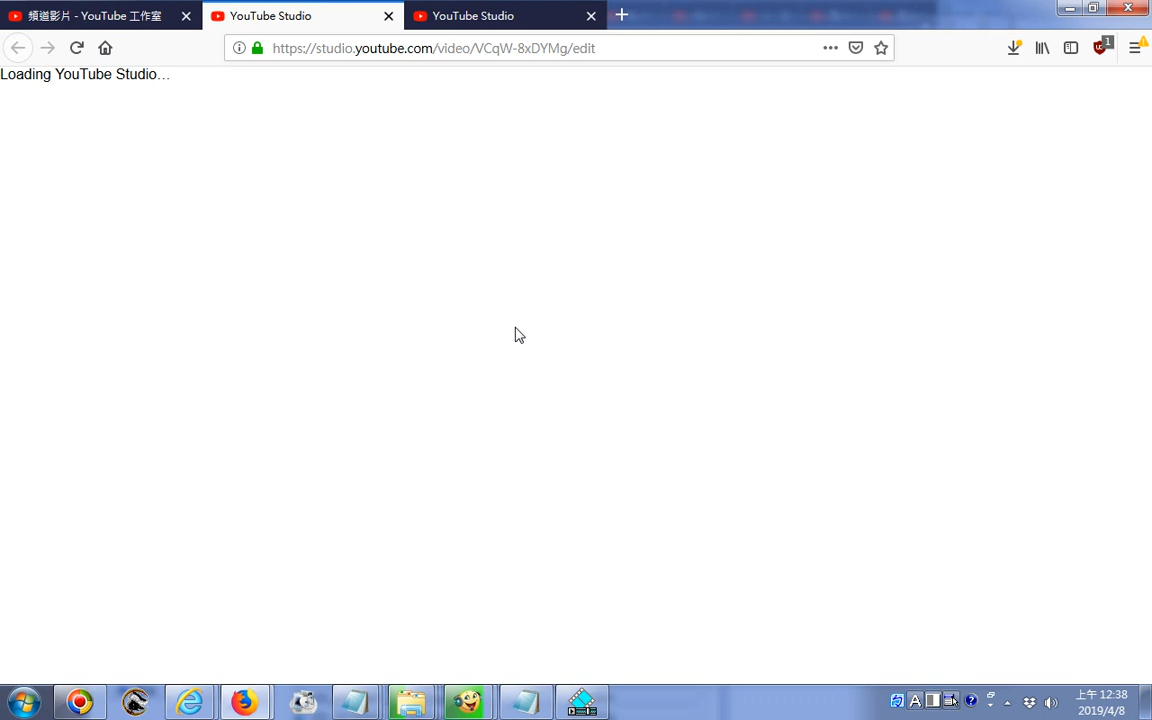 頻道影片 - YouTube 工作室
YouTube Studio
YouTube Studio
https://studio.youtube.com/video/VCqW-8xDYMg/edit
1
Loading YouTube Studio…
A
上午 12:38
2019/4/8